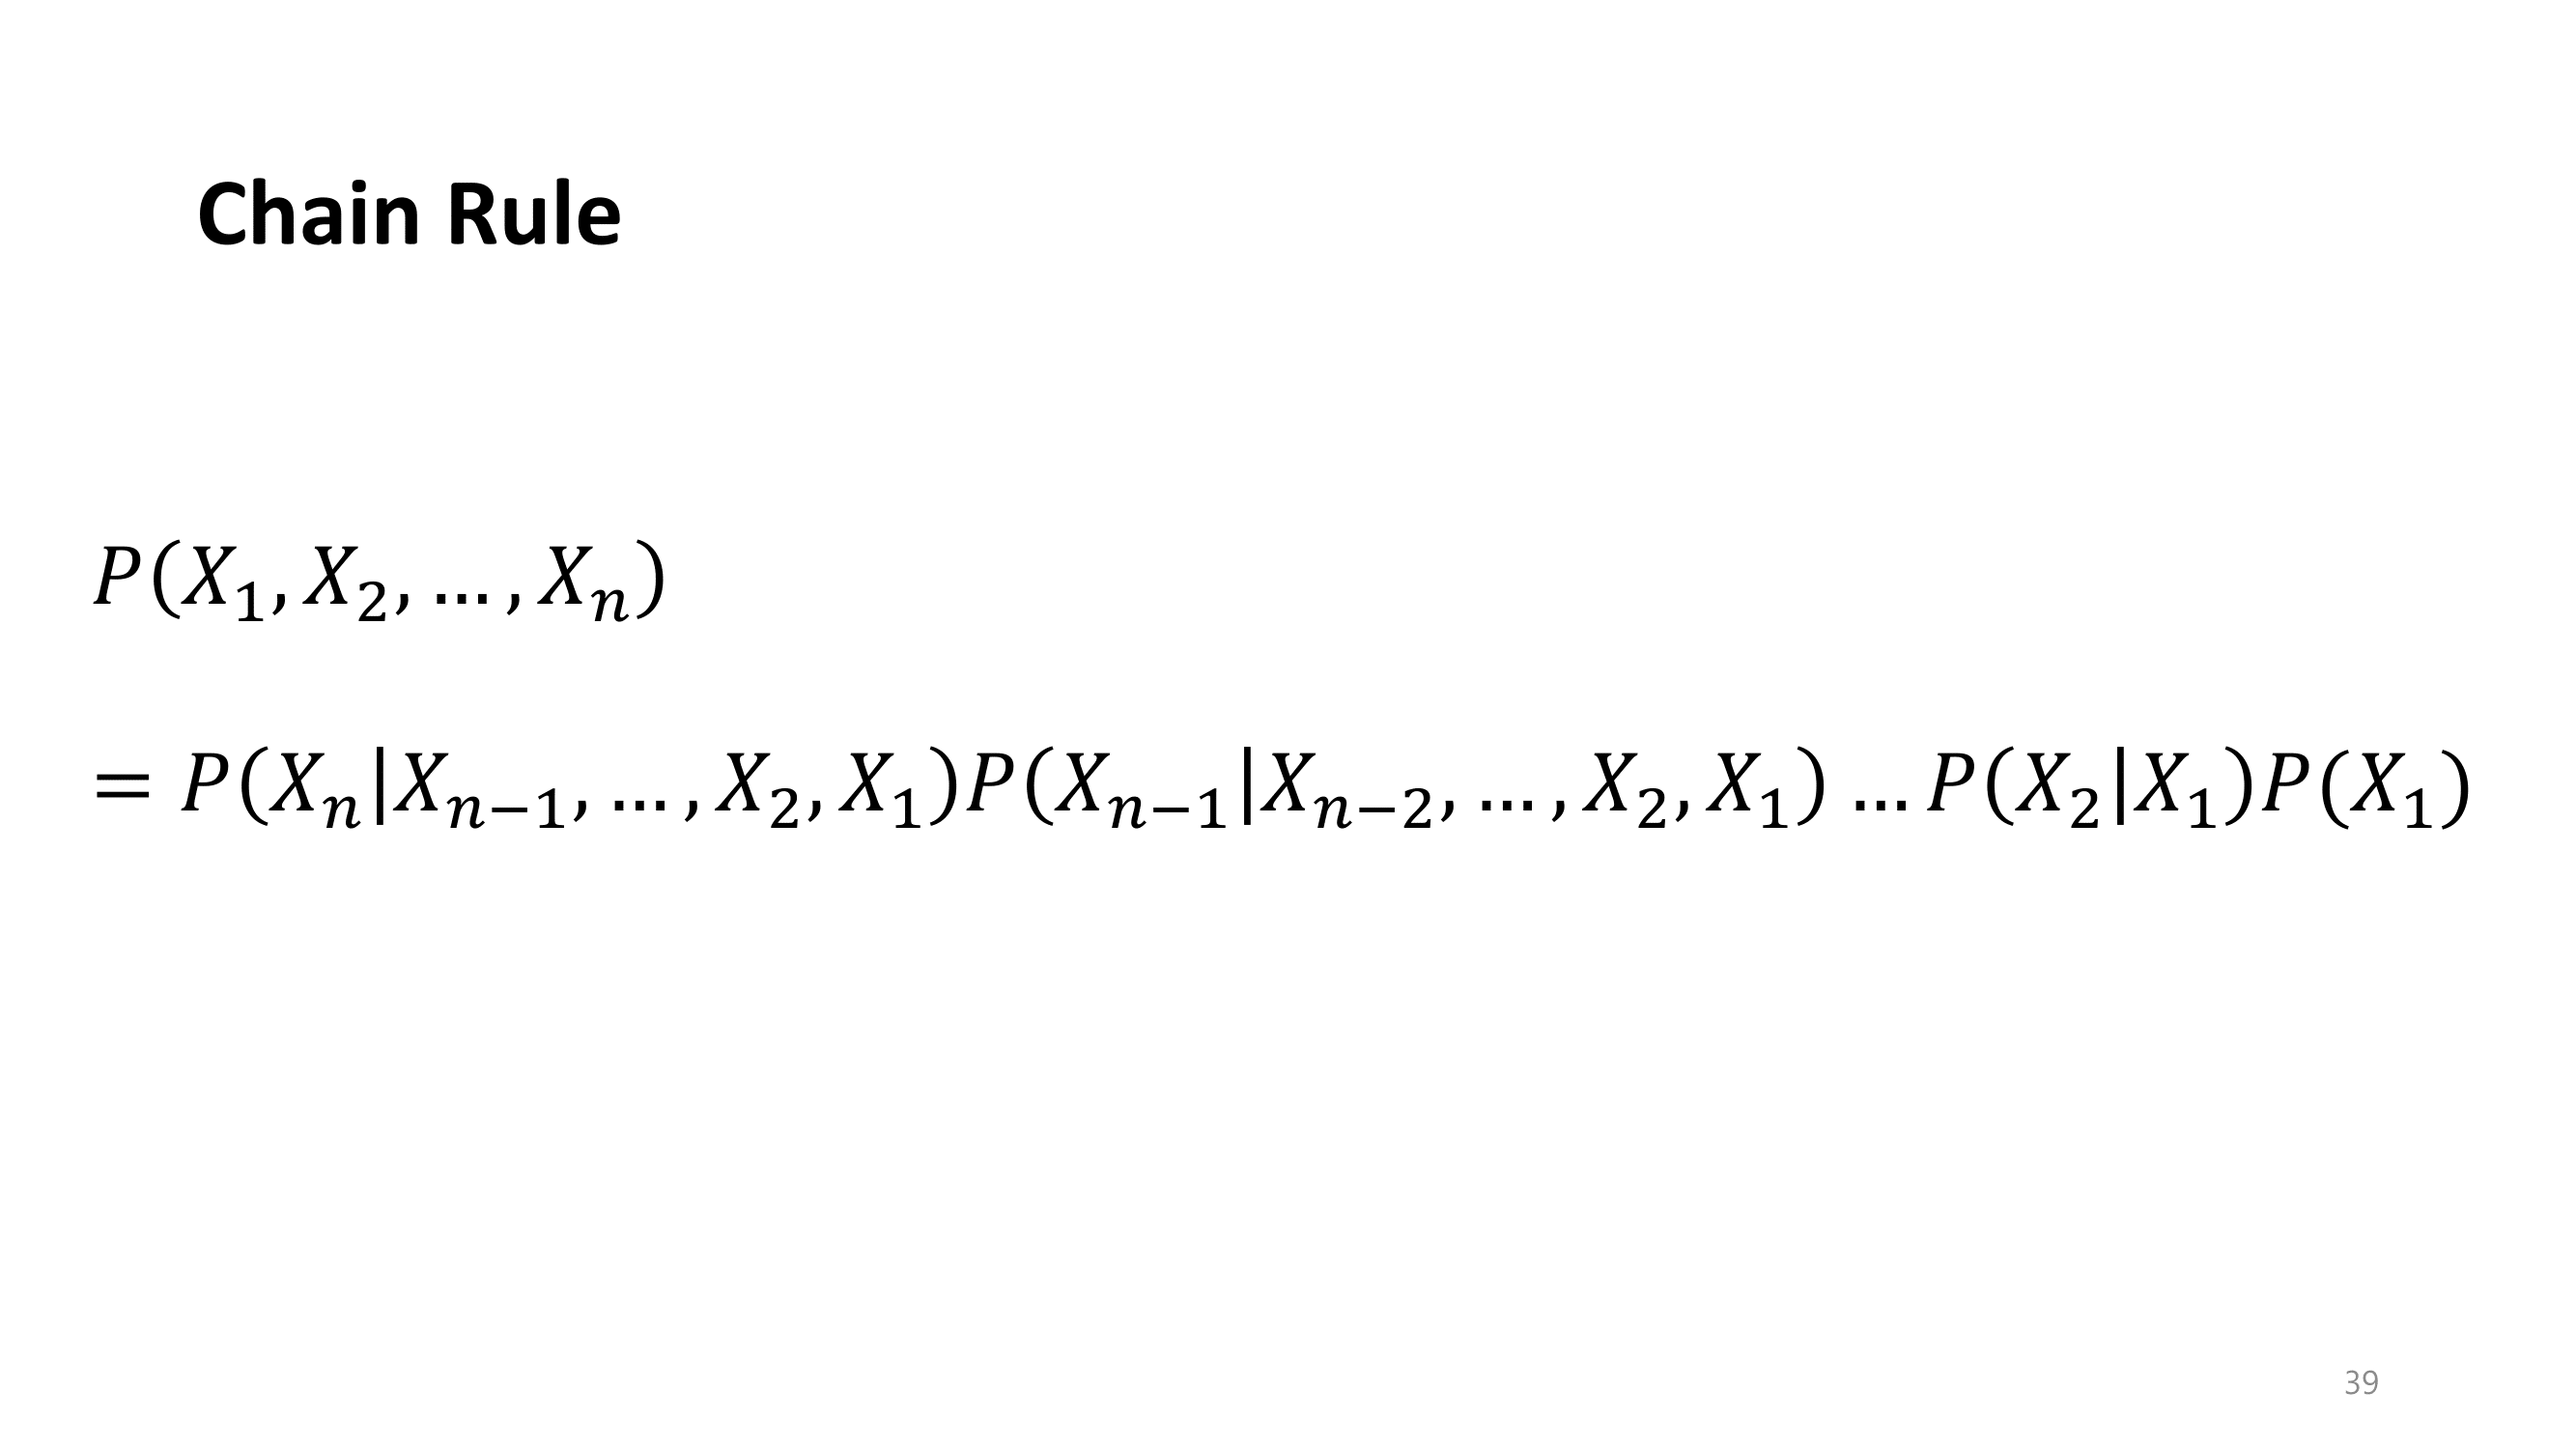 Chain Rule
P(X₁, X₂, … , Xₙ)
= P(Xₙ|Xₙ₋₁, … , X₂, X₁)P(Xₙ₋₁|Xₙ₋₂, … , X₂, X₁) … P(X₂|X₁)P(X₁)
39